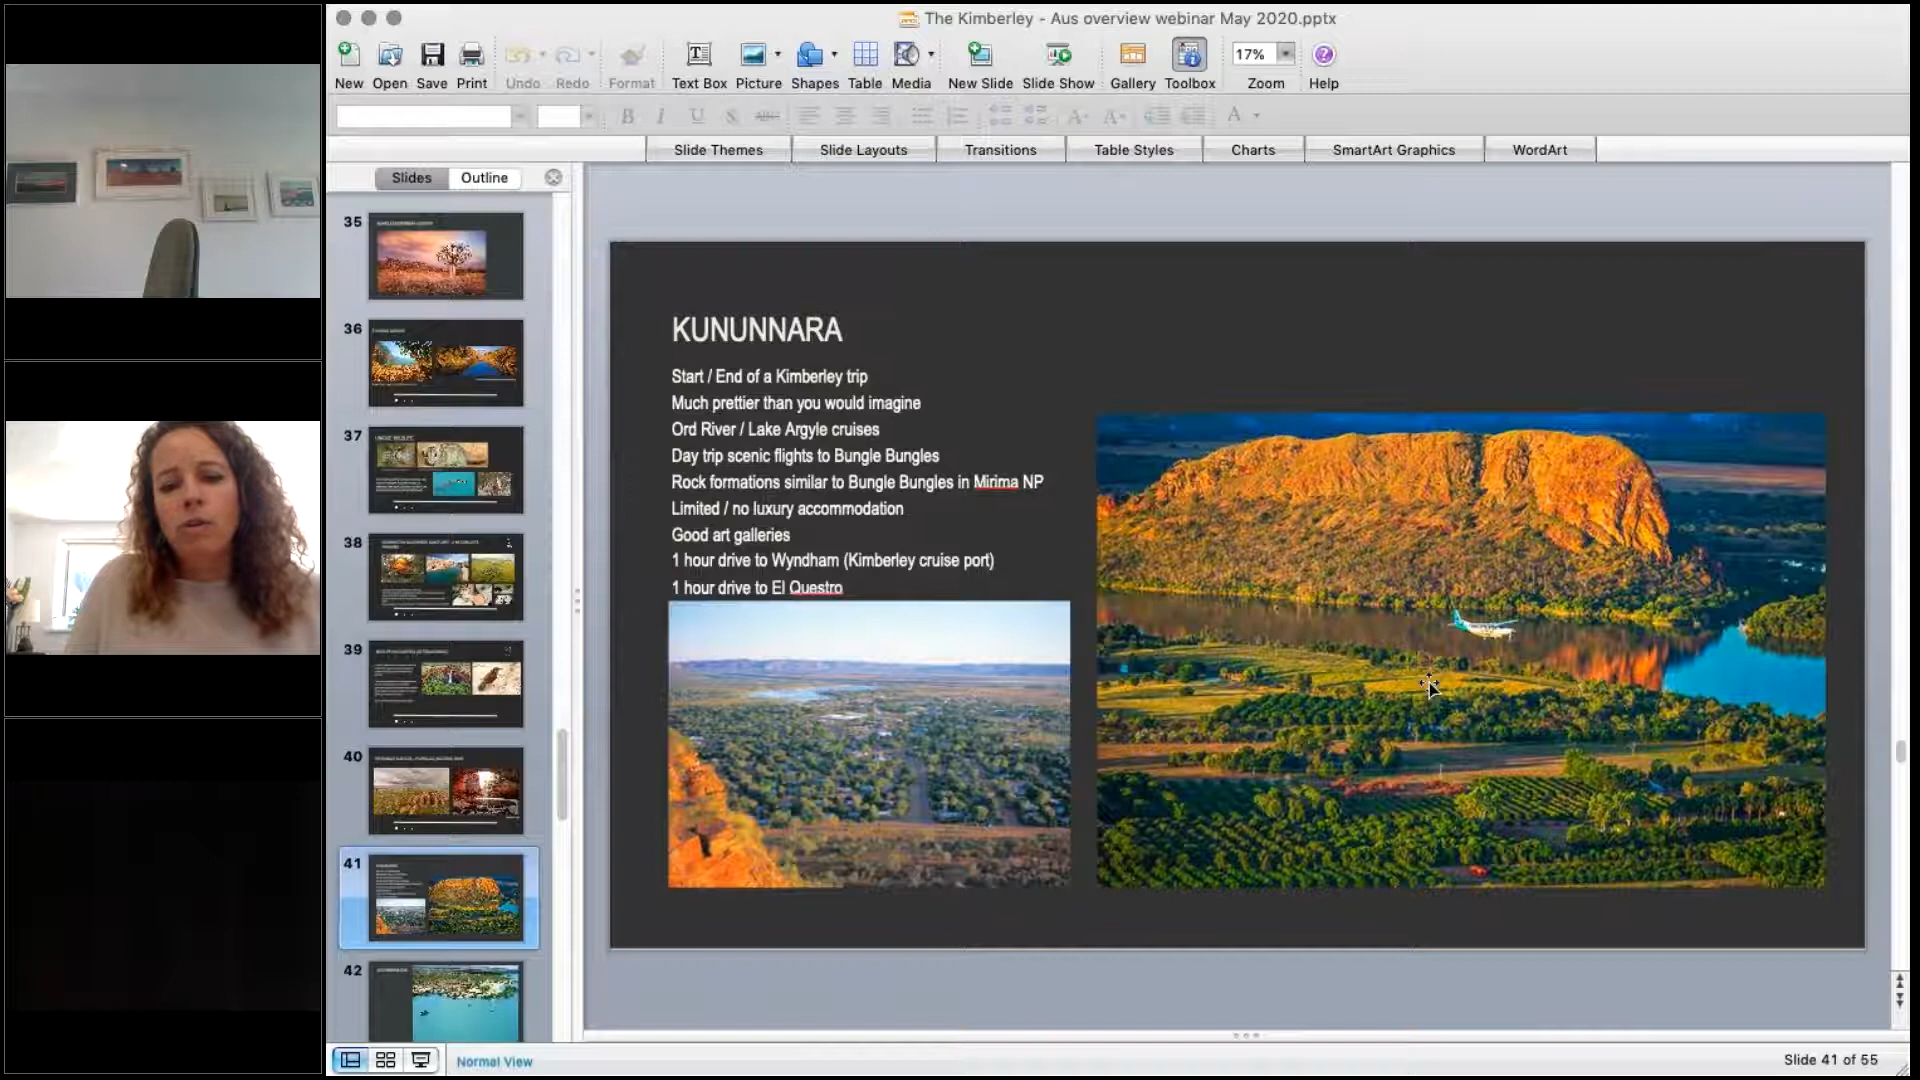 The Kimberley - Aus overview webinar May 2020.pptx
New Open Save Print Undo Redo Format Text Box Picture Shapes Table Media New Slide Slide Show Gallery Toolbox 17% Zoom Help
Slide Themes Slide Layouts Transitions Table Styles Charts SmartArt Graphics WordArt
Slides Outline
35
36
37
38
39
40
41
42
KUNUNNARA
Start / End of a Kimberley trip
Much prettier than you would imagine
Ord River / Lake Argyle cruises
Day trip scenic flights to Bungle Bungles
Rock formations similar to Bungle Bungles in Mirima NP
Limited / no luxury accommodation
Good art galleries
1 hour drive to Wyndham (Kimberley cruise port)
1 hour drive to El Questro
Normal View
Slide 41 of 55